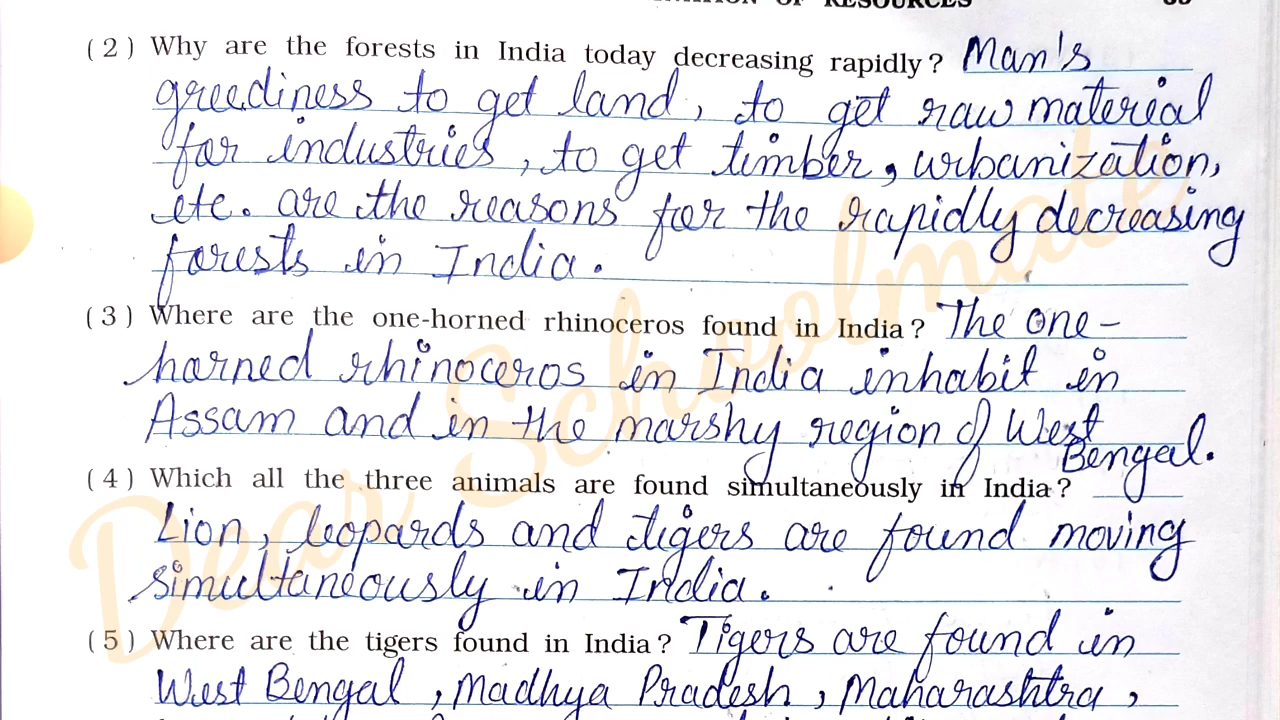 OF RESOURCES
(2) Why are the forests in India today decreasing rapidly? Man's
greediness to get land, to get raw material
for industries, to get timber, urbanization,
etc. are the reasons for the rapidly decreasing
forests in India.
(3) Where are the one-horned rhinoceros found in India? The one-
horned rhinoceros in India inhabit in
Assam and in the marshy region of West
Bengal.
(4) Which all the three animals are found simultaneously in India?
Lion, leopards and tigers are found moving
simultaneously in India.
(5) Where are the tigers found in India? Tigers are found in
West Bengal, Madhya Pradesh, Maharashtra,
Dear Schoolmate